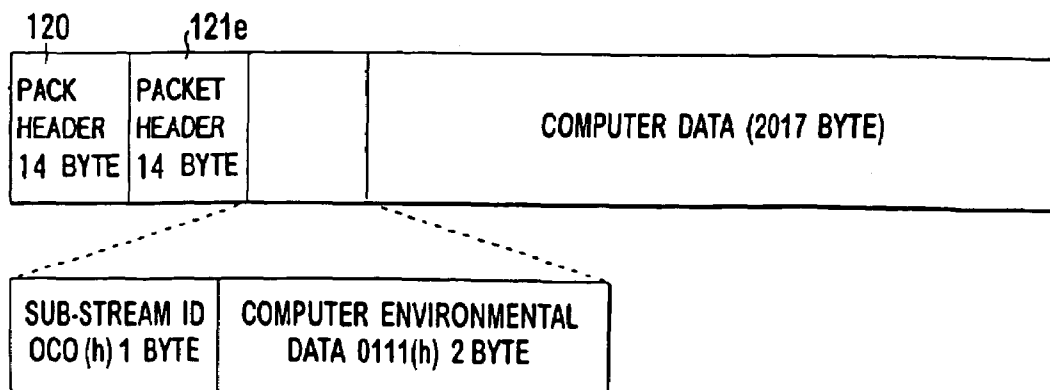 120
121e
PACK
HEADER
14 BYTE
PACKET
HEADER
14 BYTE
COMPUTER DATA (2017 BYTE)
SUB-STREAM ID
OCO (h) 1 BYTE
COMPUTER ENVIRONMENTAL
DATA 0111(h) 2 BYTE